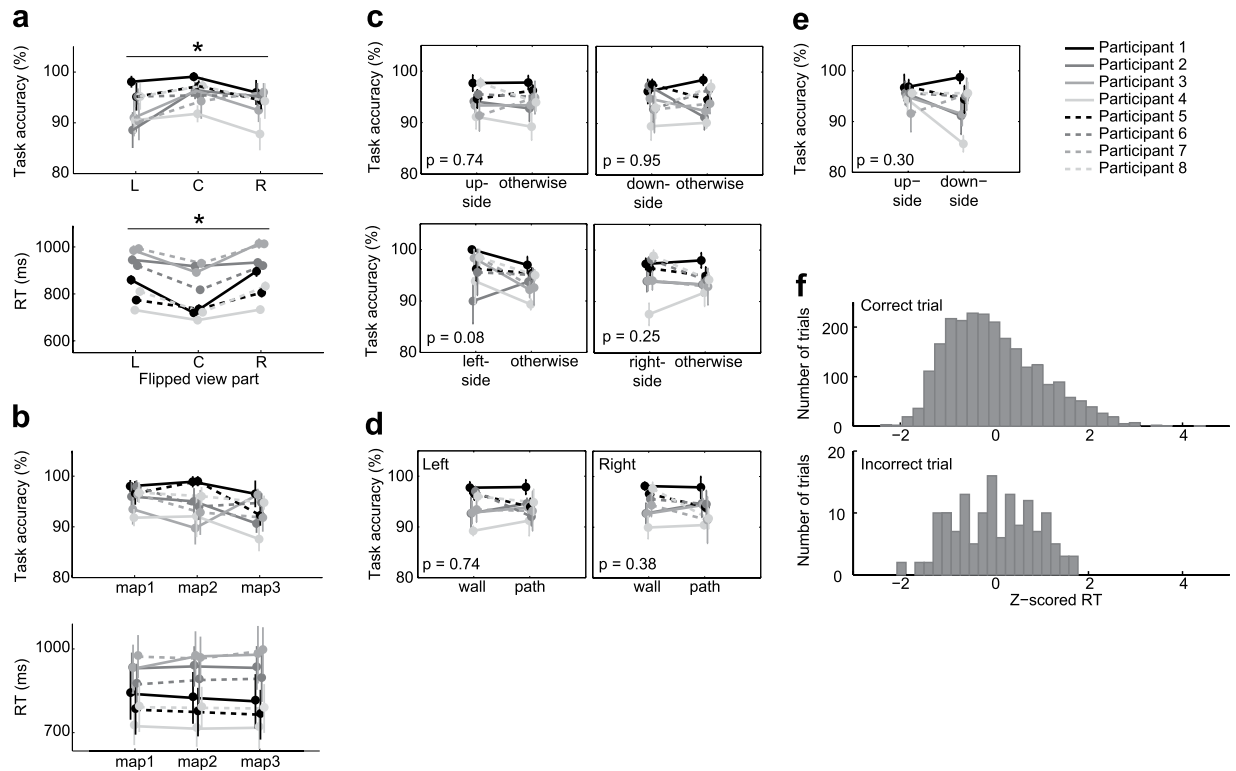 a
Task accuracy (%)
100
90
80
*
L C R
RT (ms)
1000
800
600
*
L C R
Flipped view part
b
Task accuracy (%)
100
90
80
map1 map2 map3
RT (ms)
1000
700
map1 map2 map3
c
Task accuracy (%)
100
90
80
p = 0.74
up-side otherwise
p = 0.95
down-side otherwise
Task accuracy (%)
100
90
80
p = 0.08
left-side otherwise
p = 0.25
right-side otherwise
d
Task accuracy (%)
100
90
80
Left
p = 0.74
wall path
Right
p = 0.38
wall path
e
Task accuracy (%)
100
90
80
p = 0.30
up−side down−side
Participant 1
Participant 2
Participant 3
Participant 4
Participant 5
Participant 6
Participant 7
Participant 8
f
Correct trial
Number of trials
200
100
0
−2 0 2 4
Incorrect trial
Number of trials
20
10
0
−2 0 2 4
Z−scored RT